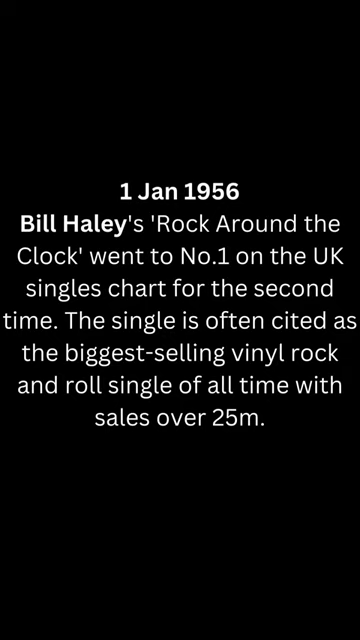 1 Jan 1956
Bill Haley's 'Rock Around the
Clock' went to No.1 on the UK
singles chart for the second
time. The single is often cited as
the biggest-selling vinyl rock
and roll single of all time with
sales over 25m.